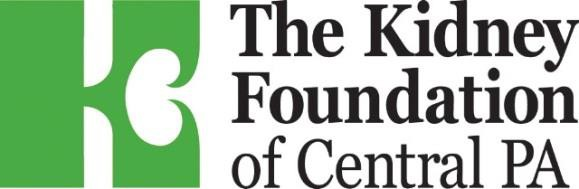 The Kidney
Foundation
of Central PA